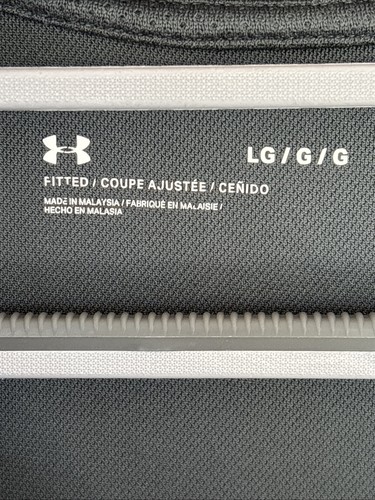 LG / G / G
FITTED / COUPE AJUSTÉE / CEÑIDO
MADE IN MALAYSIA / FABRIQUÉ EN MALAISIE /
HECHO EN MALASIA